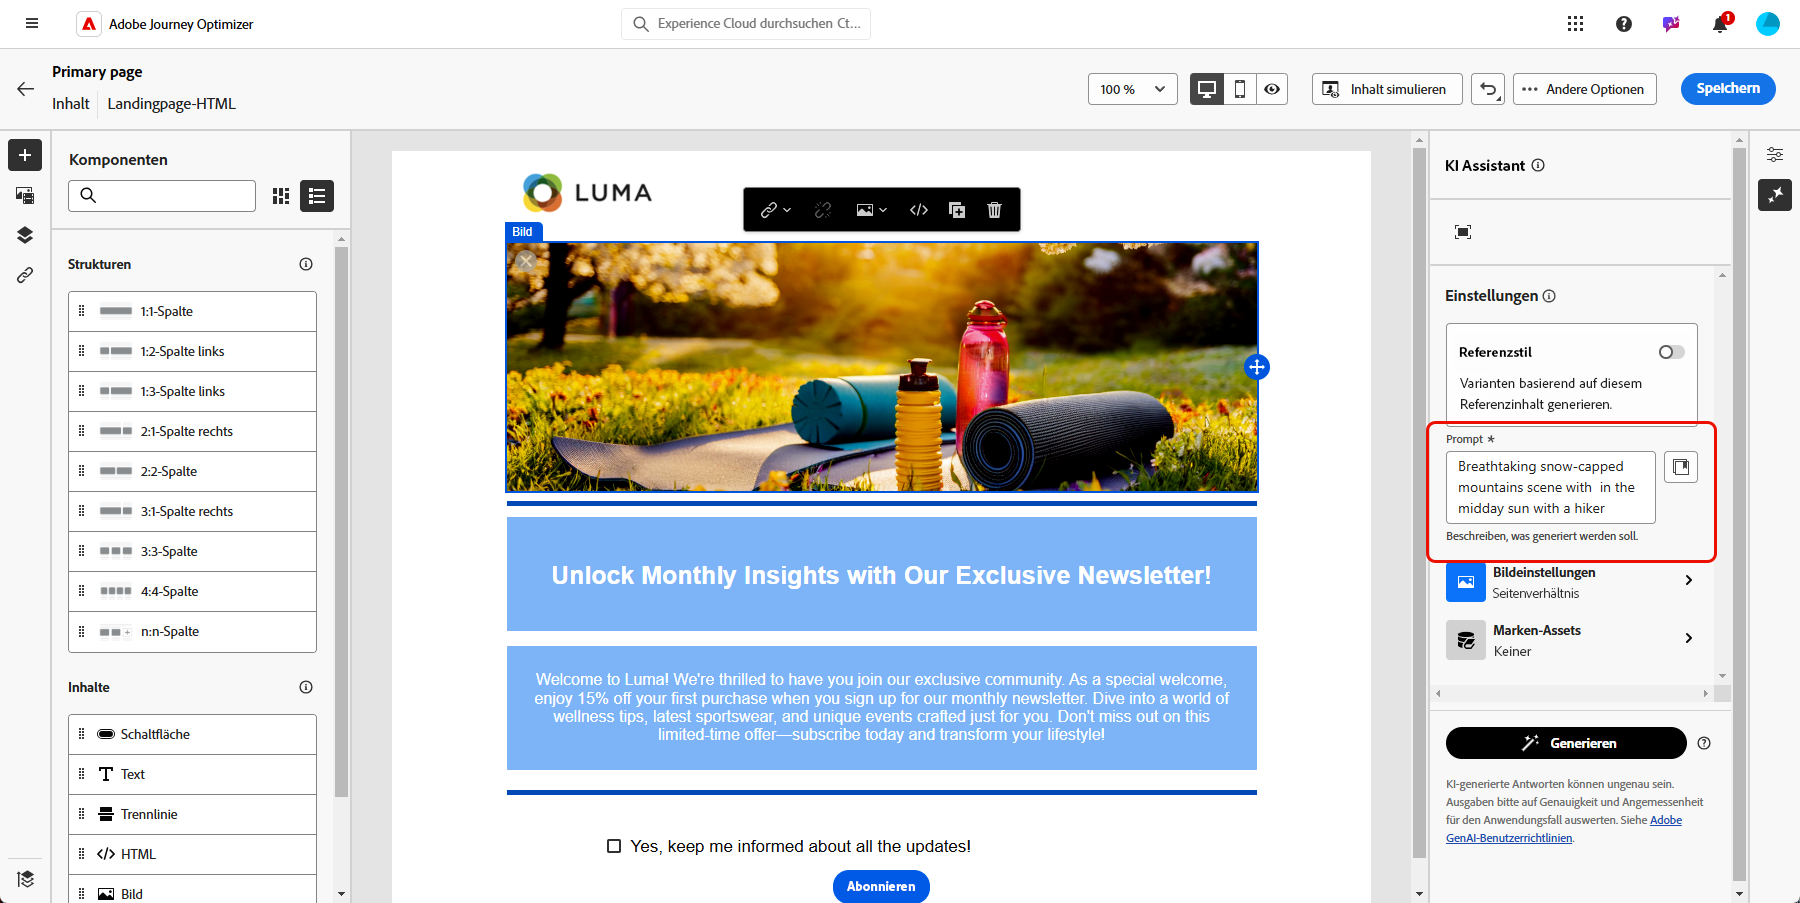 Adobe Journey Optimizer
Experience Cloud durchsuchen Ct...
1
Primary page
Inhalt
Landingpage-HTML
100 %
Inhalt simulieren
Andere Optionen
Speichern
Komponenten
Strukturen
1:1-Spalte
1:2-Spalte links
1:3-Spalte links
2:1-Spalte rechts
2:2-Spalte
3:1-Spalte rechts
3:3-Spalte
4:4-Spalte
n:n-Spalte
Inhalte
Schaltfläche
Text
Trennlinie
HTML
Bild
LUMA
Bild
Unlock Monthly Insights with Our Exclusive Newsletter!
Welcome to Luma! We're thrilled to have you join our exclusive community. As a special welcome,
enjoy 15% off your first purchase when you sign up for our monthly newsletter. Dive into a world of
wellness tips, latest sportswear, and unique events crafted just for you. Don't miss out on this
limited-time offer—subscribe today and transform your lifestyle!
Yes, keep me informed about all the updates!
Abonnieren
KI Assistant
Einstellungen
Referenzstil
Varianten basierend auf diesem
Referenzinhalt generieren.
Prompt *
Breathtaking snow-capped
mountains scene with  in the
midday sun with a hiker
Beschreiben, was generiert werden soll.
Bildeinstellungen
Seitenverhältnis
Marken-Assets
Keiner
Generieren
KI-generierte Antworten können ungenau sein.
Ausgaben bitte auf Genauigkeit und Angemessenheit
für den Anwendungsfall auswerten. Siehe Adobe
GenAI-Benutzerrichtlinien.